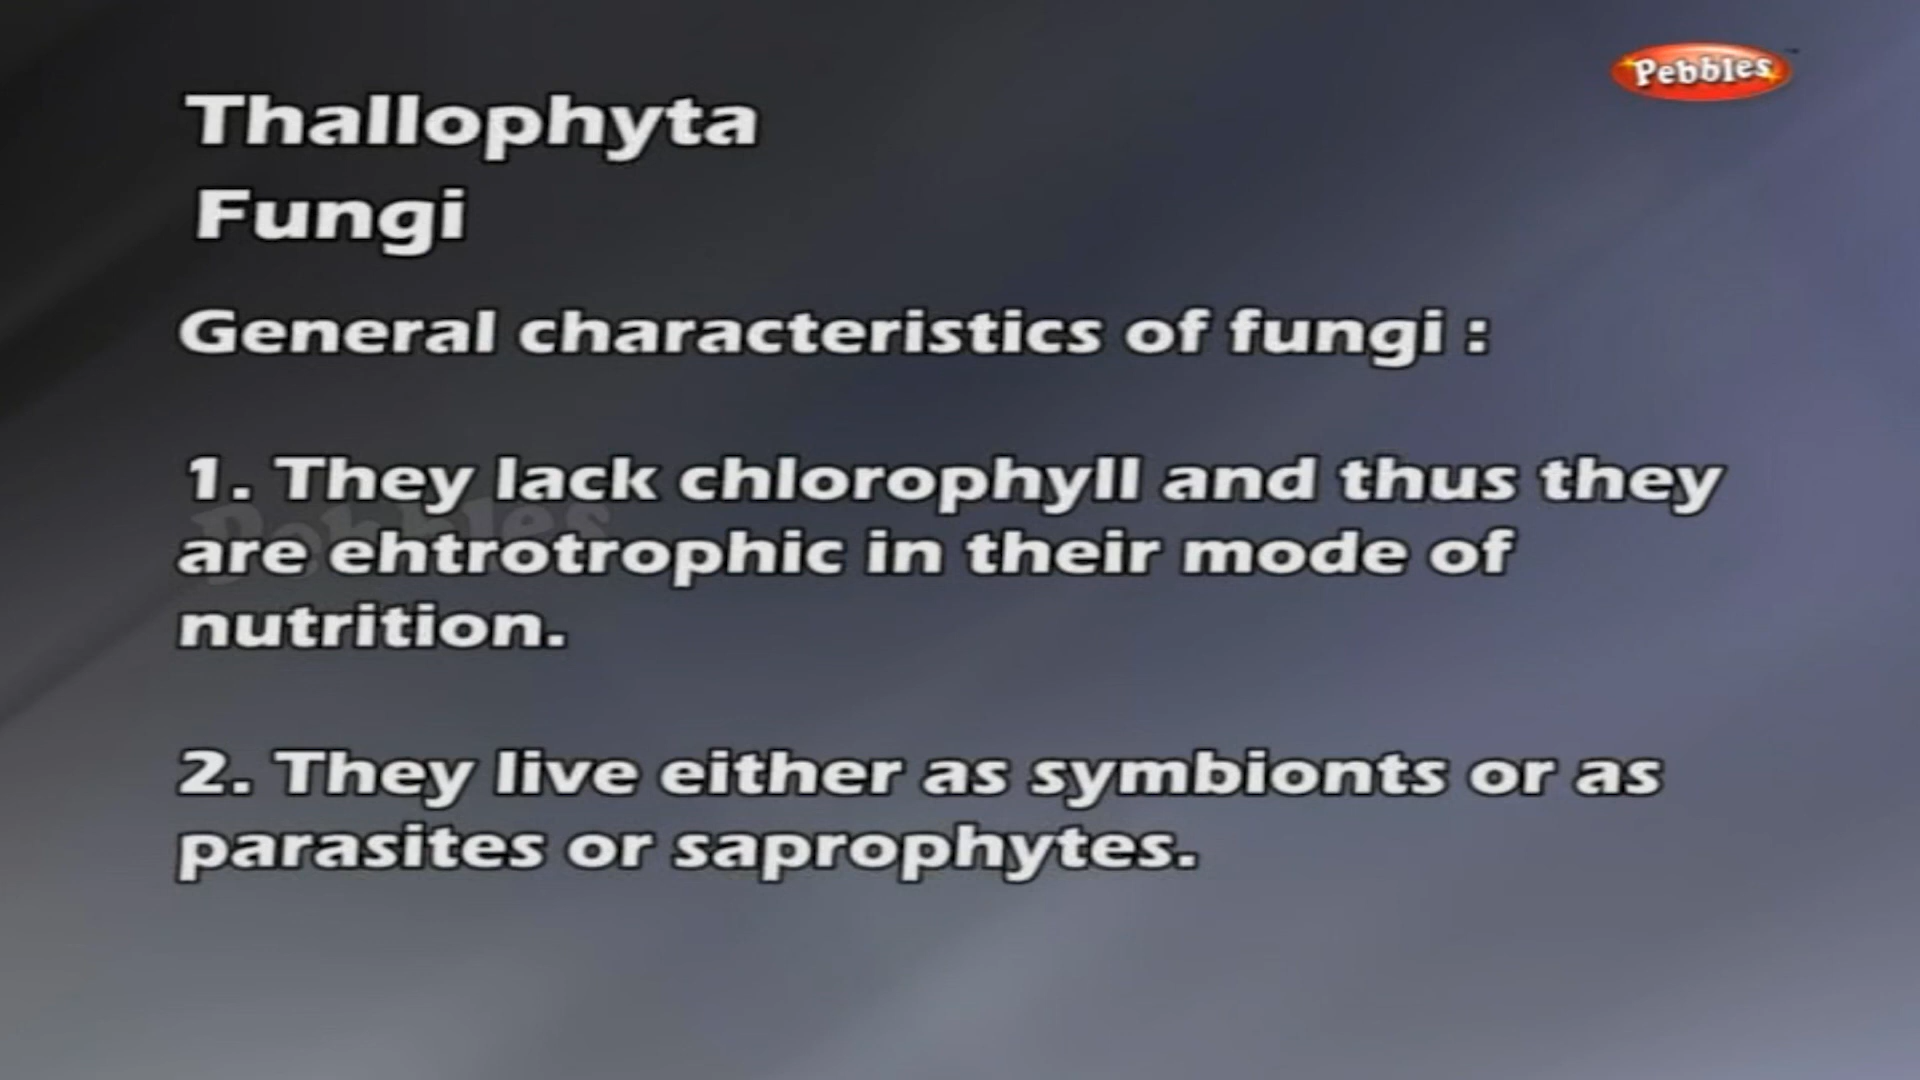 Pebbles
Thallophyta
Fungi
General characteristics of fungi :
1. They lack chlorophyll and thus they
are ehtrotrophic in their mode of
nutrition.
Pebbles
2. They live either as symbionts or as
parasites or saprophytes.